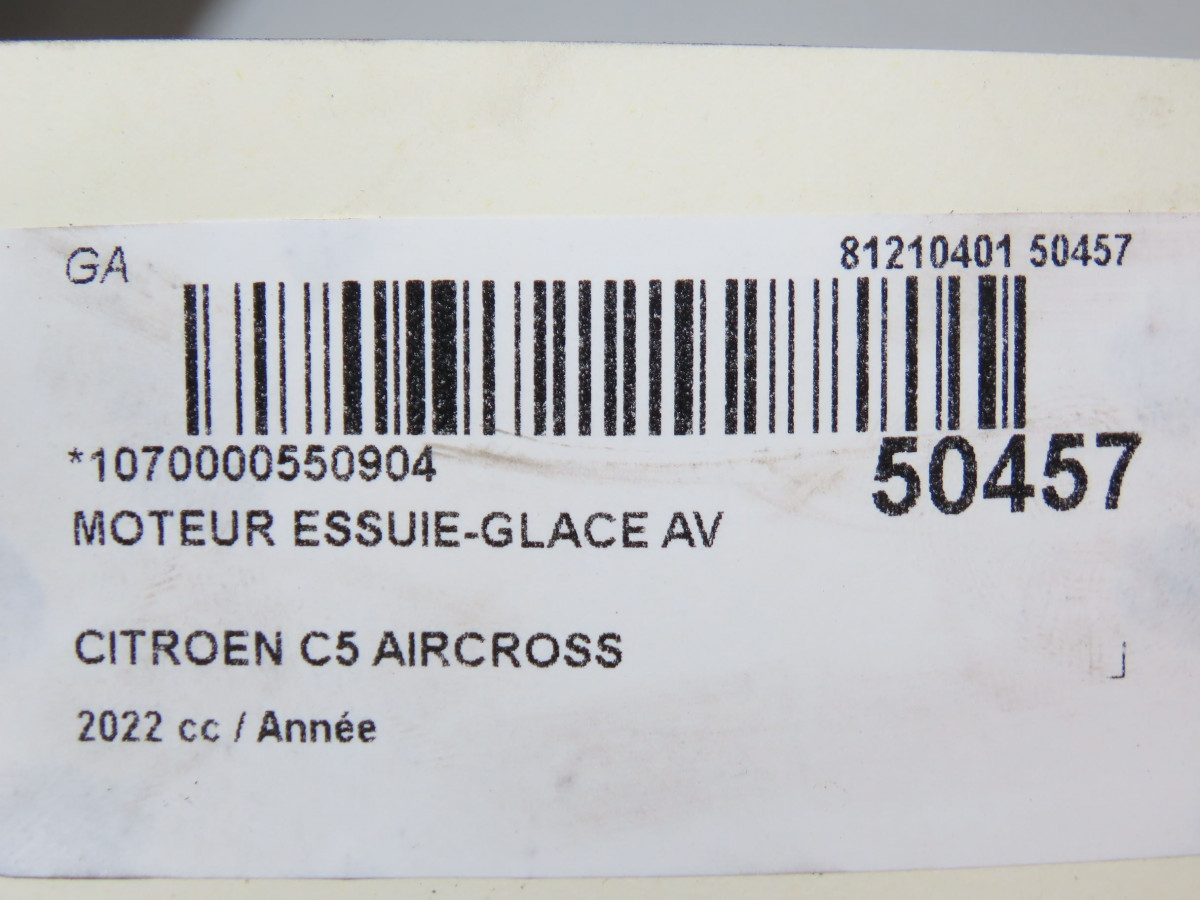 GA
81210401 50457
*1070000550904
50457
MOTEUR ESSUIE-GLACE AV
CITROEN C5 AIRCROSS
2022 cc / Année